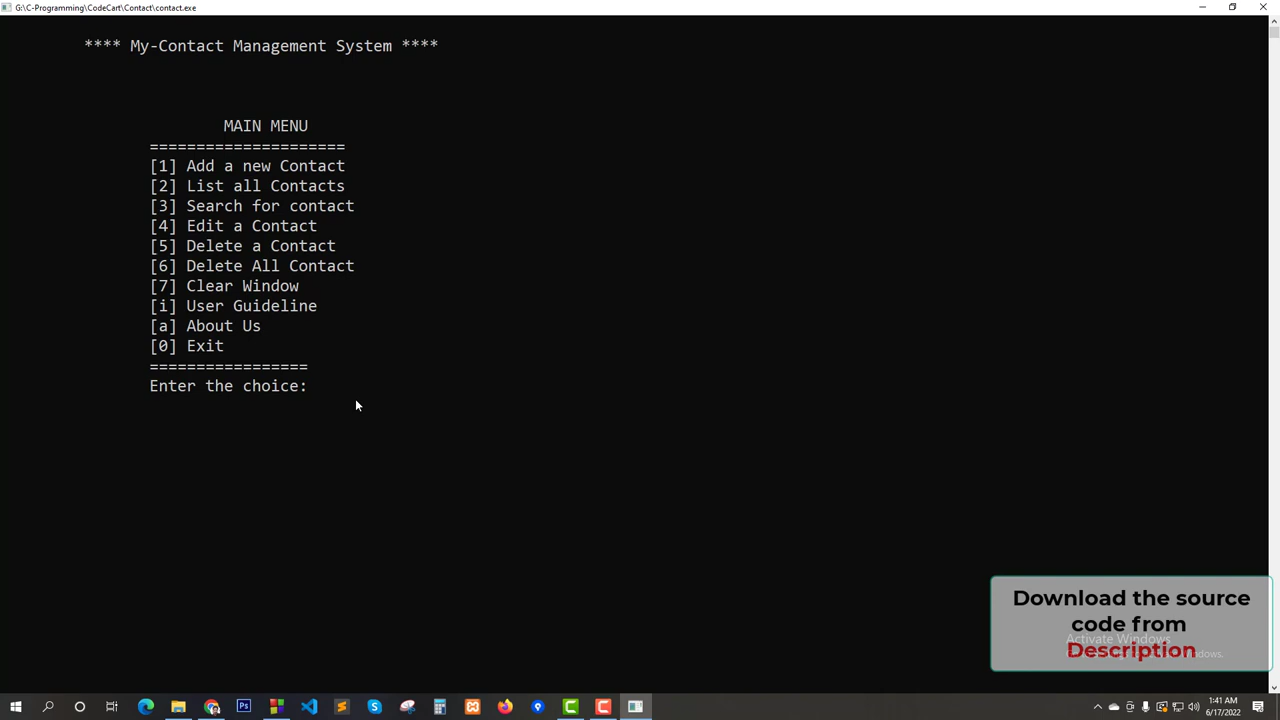 G:\C-Programming\CodeCart\Contact\contact.exe
**** My-Contact Management System ****
MAIN MENU
=====================
[1] Add a new Contact
[2] List all Contacts
[3] Search for contact
[4] Edit a Contact
[5] Delete a Contact
[6] Delete All Contact
[7] Clear Window
[i] User Guideline
[a] About Us
[0] Exit
=================
Enter the choice:
Download the source
code from
Activate Windows
Description
Ps
1:41 AM
6/17/2022